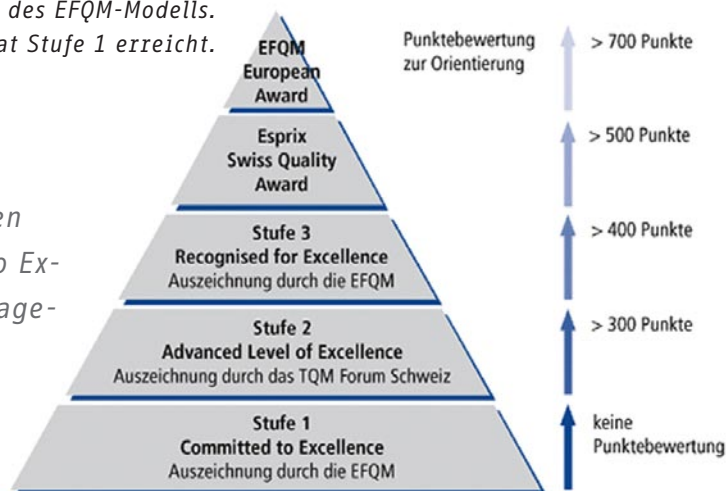 des EFQM-Modells.
at Stufe 1 erreicht.
en
o Ex-
age-
EFQM
European
Award
Esprix
Swiss Quality
Award
Stufe 3
Recognised for Excellence
Auszeichnung durch die EFQM
Stufe 2
Advanced Level of Excellence
Auszeichnung durch das TQM Forum Schweiz
Stufe 1
Committed to Excellence
Auszeichnung durch die EFQM
Punktebewertung
zur Orientierung
> 700 Punkte
> 500 Punkte
> 400 Punkte
> 300 Punkte
keine
Punktebewertung